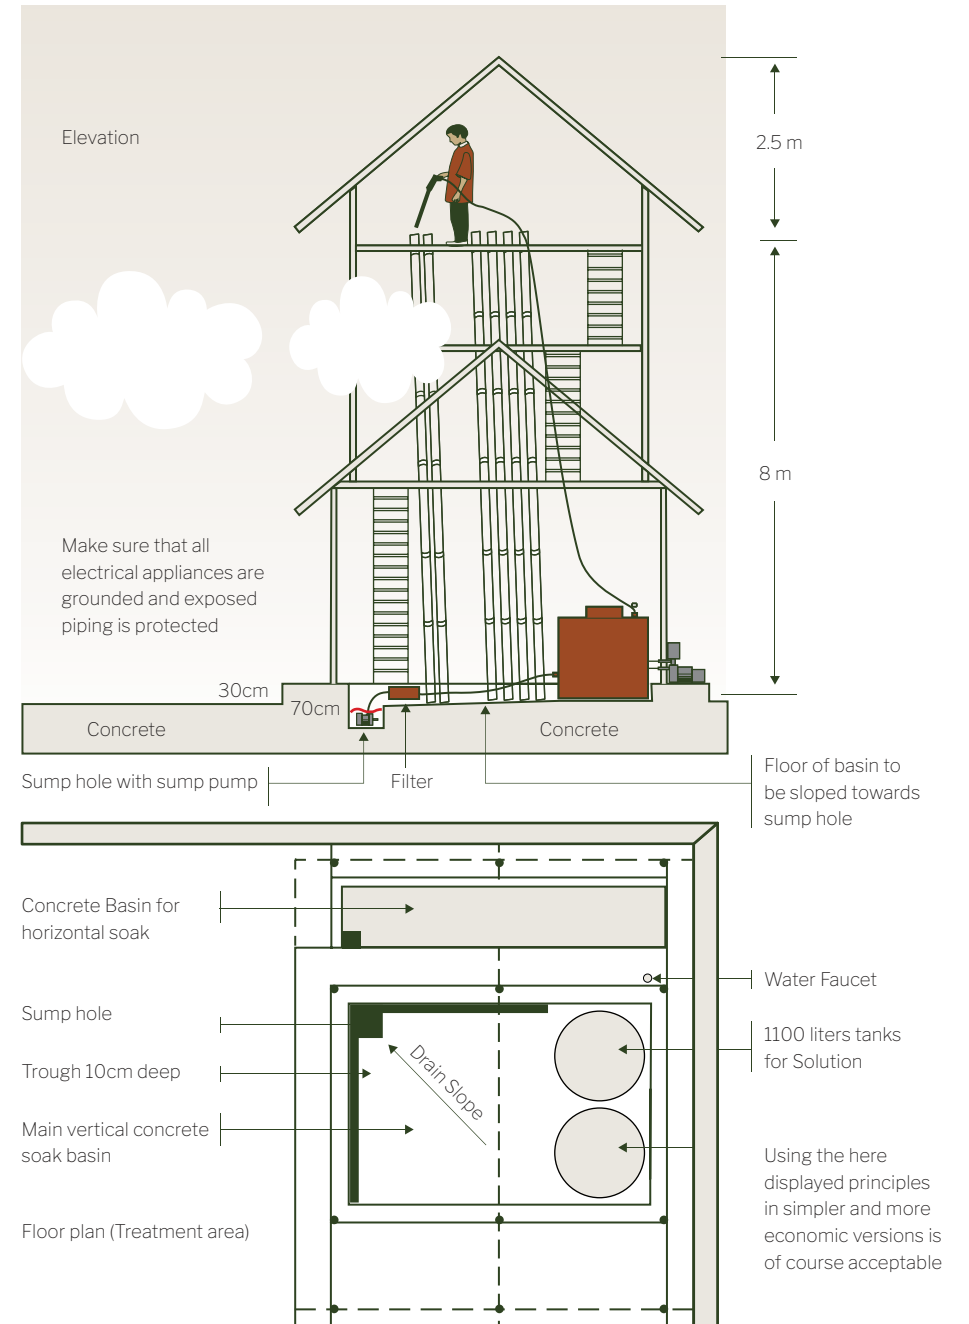 Elevation
2.5 m
8 m
Make sure that all
electrical appliances are
grounded and exposed
piping is protected
30cm
70cm
Concrete
Concrete
Sump hole with sump pump
Filter
Floor of basin to
be sloped towards
sump hole
Concrete Basin for
horizontal soak
Water Faucet
Sump hole
1100 liters tanks
for Solution
Trough 10cm deep
Drain Slope
Main vertical concrete
soak basin
Using the here
displayed principles
in simpler and more
economic versions is
of course acceptable
Floor plan (Treatment area)